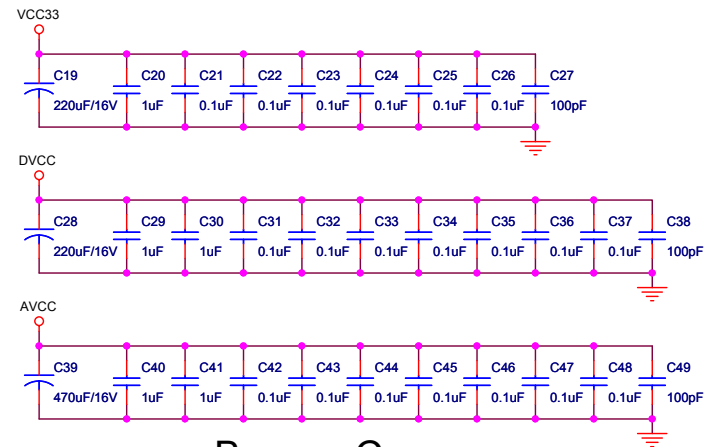 VCC33
C19 C20 C21 C22 C23 C24 C25 C26 C27
220uF/16V 1uF 0.1uF 0.1uF 0.1uF 0.1uF 0.1uF 0.1uF 100pF
DVCC
C28 C29 C30 C31 C32 C33 C34 C35 C36 C37 C38
220uF/16V 1uF 1uF 0.1uF 0.1uF 0.1uF 0.1uF 0.1uF 0.1uF 0.1uF 100pF
AVCC
C39 C40 C41 C42 C43 C44 C45 C46 C47 C48 C49
470uF/16V 1uF 1uF 0.1uF 0.1uF 0.1uF 0.1uF 0.1uF 0.1uF 0.1uF 100pF